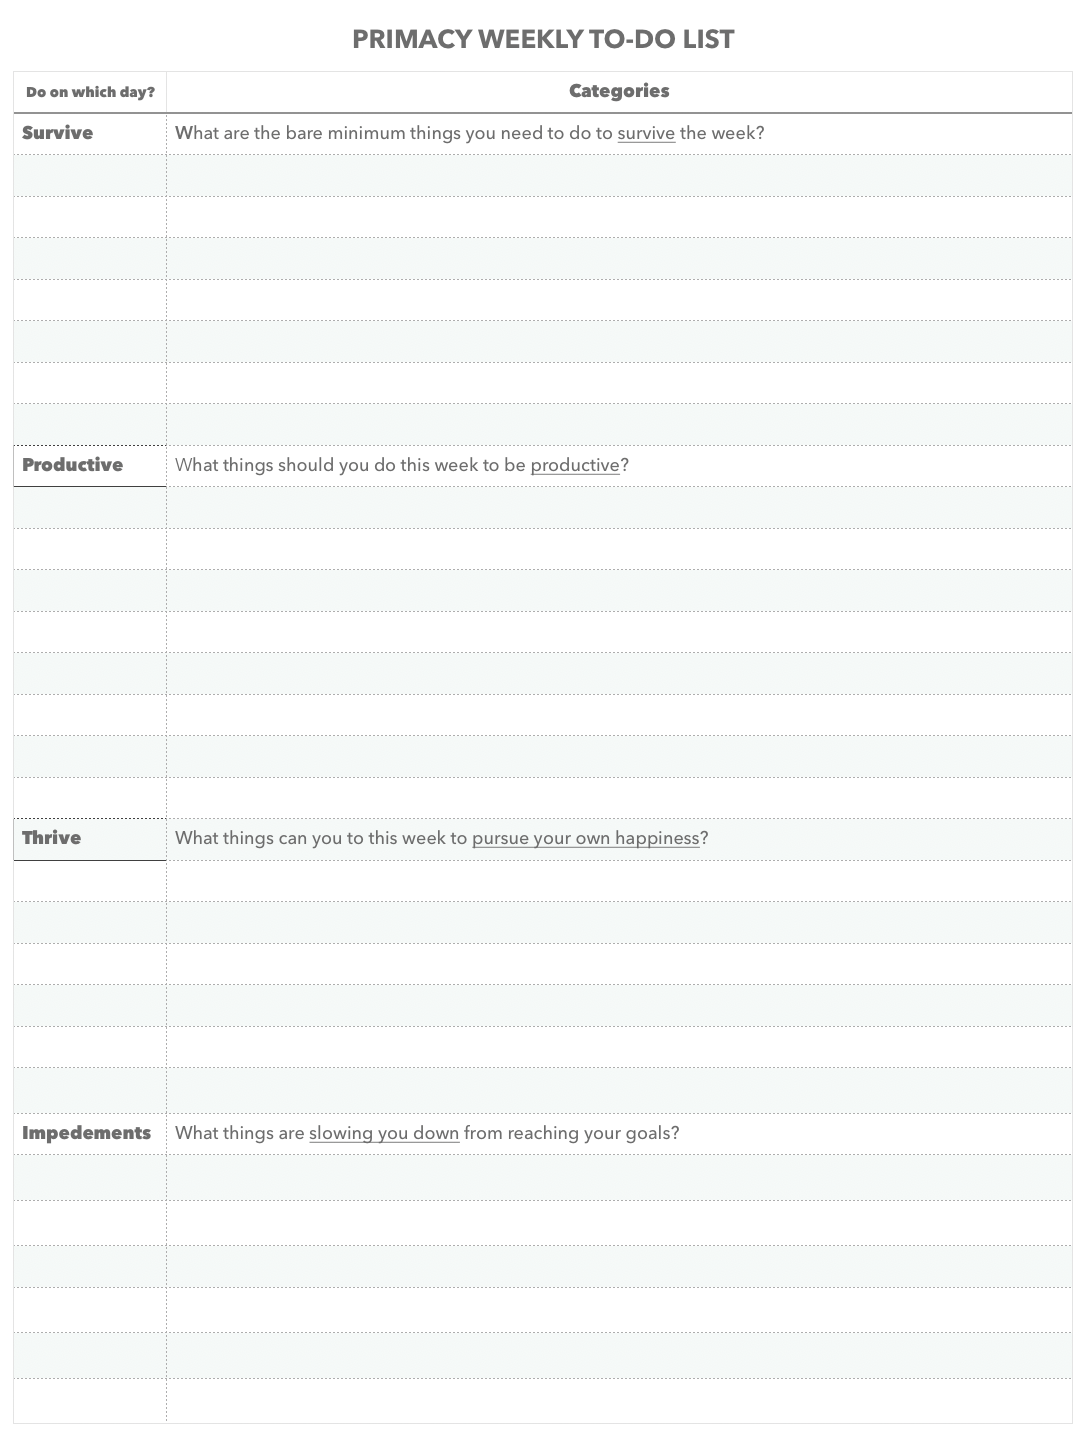 PRIMACY WEEKLY TO-DO LIST
Do on which day? Categories
Survive What are the bare minimum things you need to do to survive the week?
Productive What things should you do this week to be productive?
Thrive What things can you to this week to pursue your own happiness?
Impedements What things are slowing you down from reaching your goals?